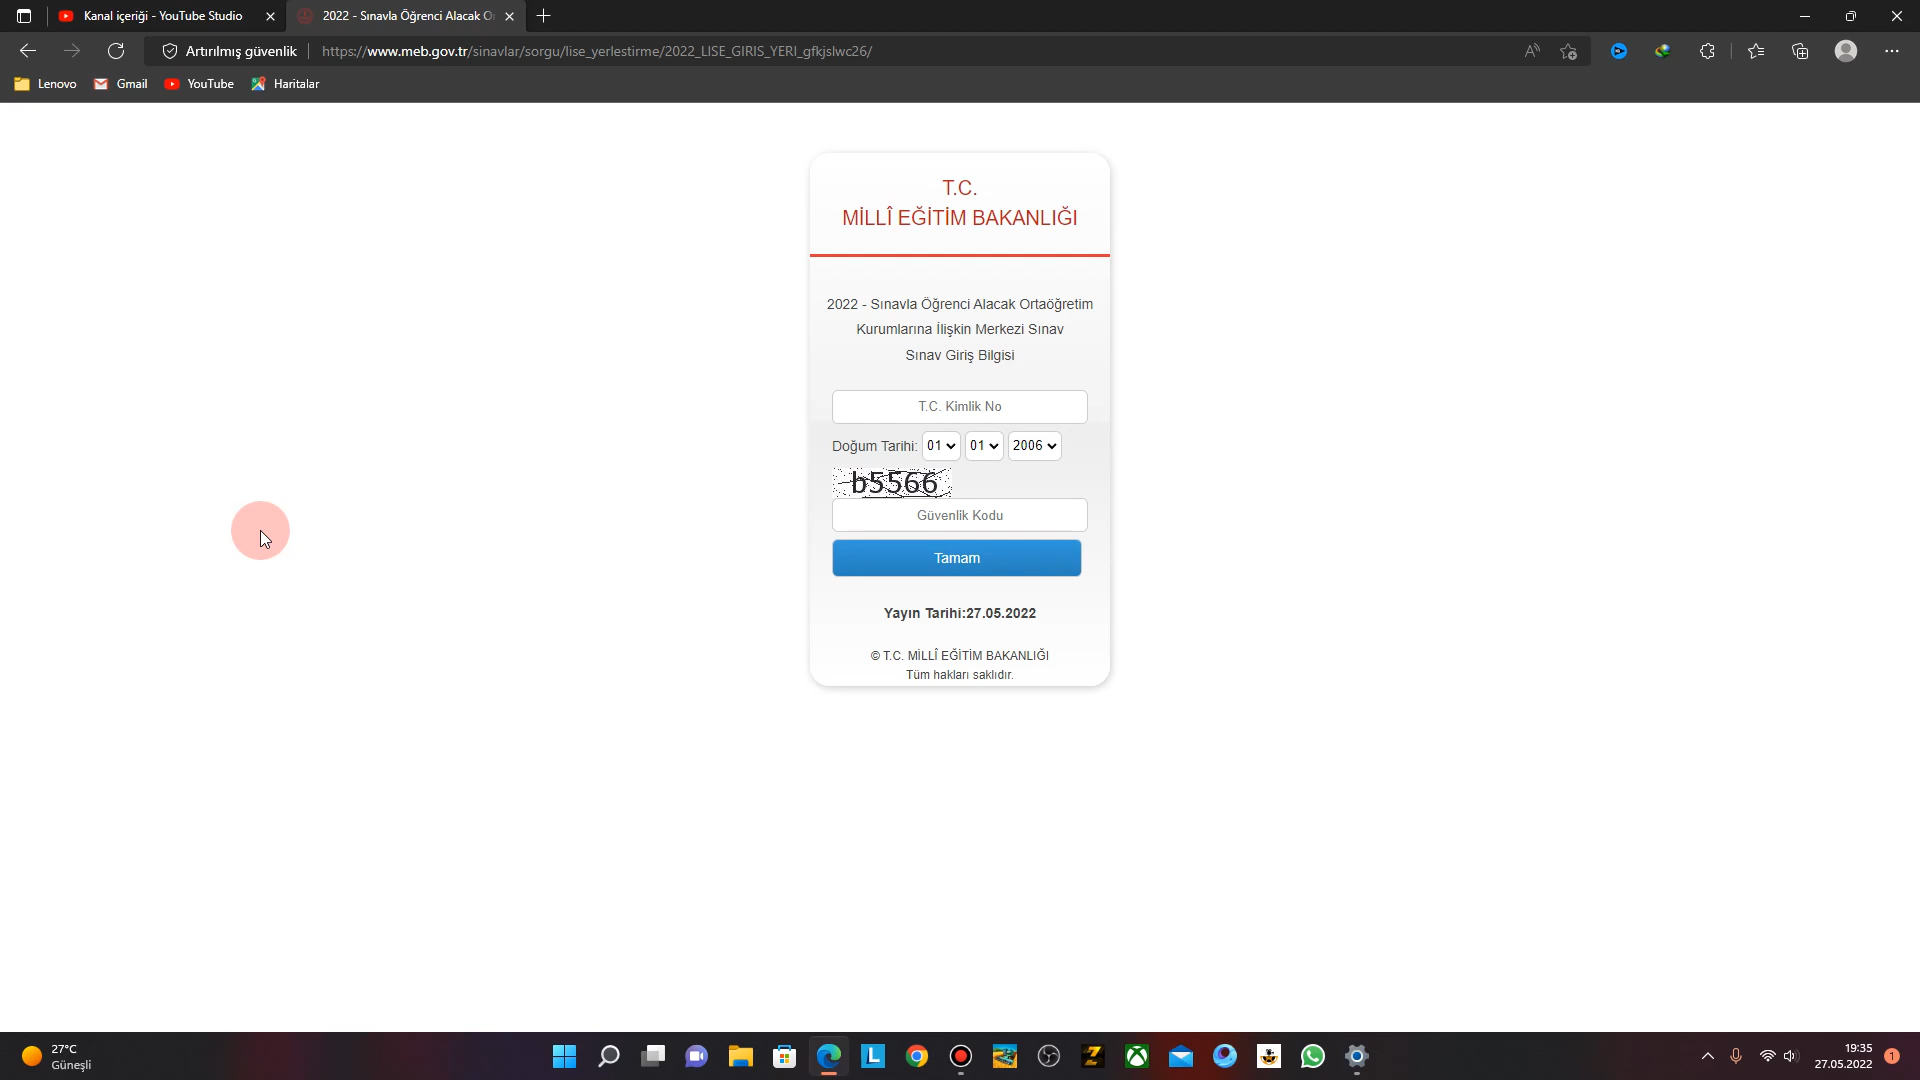 Kanal içeriği - YouTube Studio
2022 - Sınavla Öğrenci Alacak O
Artırılmış güvenlik
https://www.meb.gov.tr/sinavlar/sorgu/lise_yerlestirme/2022_LISE_GIRIS_YERI_gfkjslwc26/
Lenovo Gmail YouTube Haritalar
T.C.
MİLLÎ EĞİTİM BAKANLIĞI
2022 - Sınavla Öğrenci Alacak Ortaöğretim
Kurumlarına İlişkin Merkezi Sınav
Sınav Giriş Bilgisi
T.C. Kimlik No
Doğum Tarihi: 01 01 2006
b5566
Güvenlik Kodu
Tamam
Yayın Tarihi:27.05.2022
© T.C. MİLLÎ EĞİTİM BAKANLIĞI
Tüm hakları saklıdır.
27°C
Güneşli
19:35
27.05.2022
1